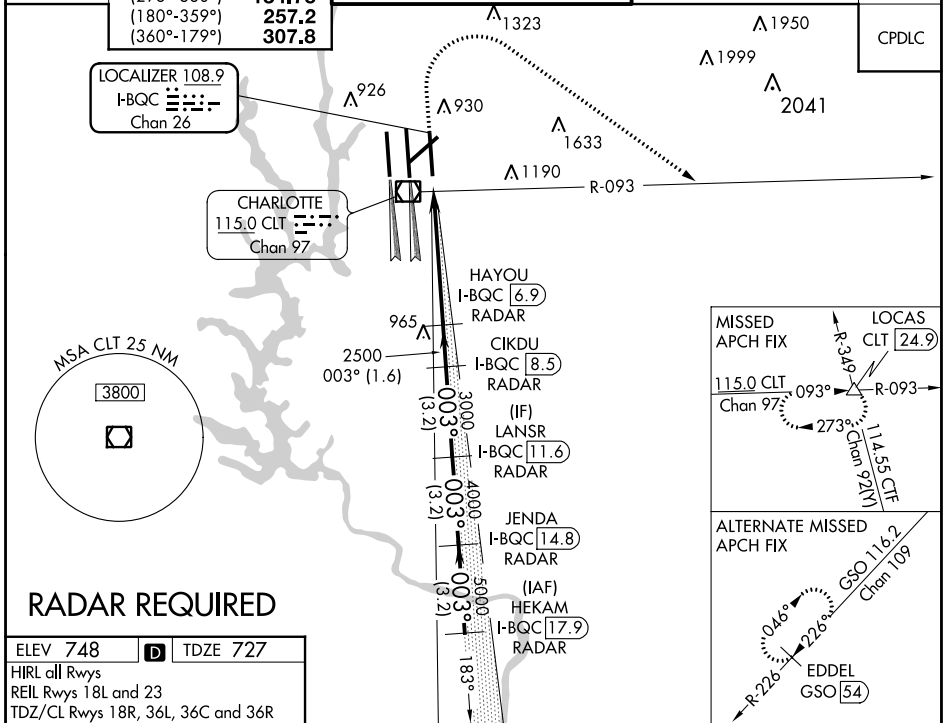 (180°-359°) 257.2
(360°-179°) 307.8
CPDLC
1323
1950
1999
2041
LOCALIZER 108.9
I-BQC
Chan 26
926
930
1633
1190
R-093
CHARLOTTE
115.0 CLT
Chan 97
HAYOU
I-BQC 6.9
RADAR
965
2500
003° (1.6)
CIKDU
I-BQC 8.5
RADAR
003°
(3.2)
3000
(IF)
LANSR
I-BQC 11.6
RADAR
003°
(3.2)
4000
JENDA
I-BQC 14.8
RADAR
003°
(3.2)
5000
(IAF)
HEKAM
I-BQC 17.9
RADAR
183°
MSA CLT 25 NM
3800
MISSED
APCH FIX
LOCAS
CLT 24.9
R-349
115.0 CLT
Chan 97
093°
R-093
273°
114.55 CTF
Chan 92(Y)
ALTERNATE MISSED
APCH FIX
GSO 116.2
Chan 109
046°
226°
R-226
EDDEL
GSO 54
RADAR REQUIRED
ELEV 748 D TDZE 727
HIRL all Rwys
REIL Rwys 18L and 23
TDZ/CL Rwys 18R, 36L, 36C and 36R